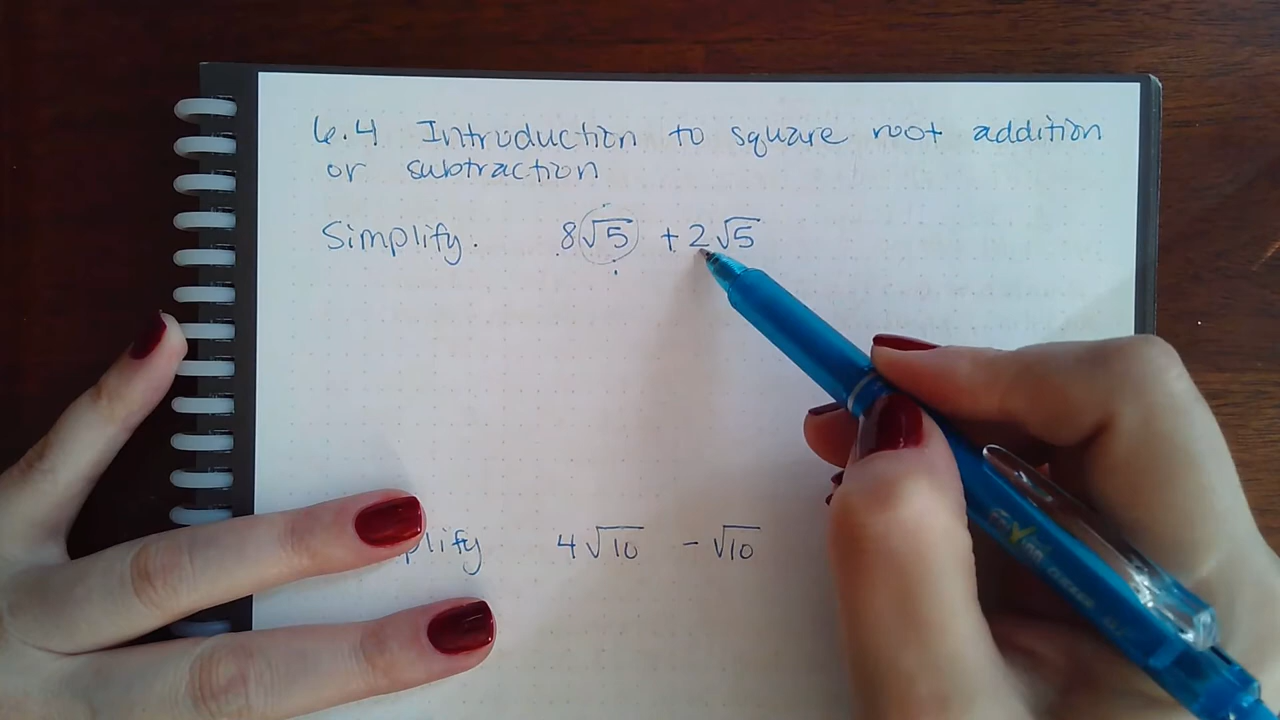 6.4 Introduction to square root addition
or subtraction
Simplify. 8√5 + 2√5
plify 4√10 - √10